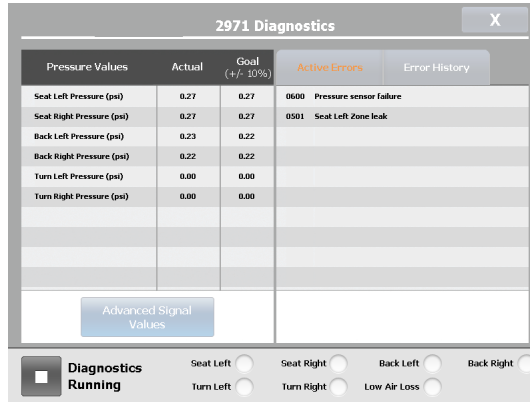 2971 Diagnostics
X
Pressure Values Actual Goal (+/- 10%)
Active Errors Error History
Seat Left Pressure (psi) 0.27 0.27
0600 Pressure sensor failure
Seat Right Pressure (psi) 0.27 0.27
0501 Seat Left Zone leak
Back Left Pressure (psi) 0.23 0.22
Back Right Pressure (psi) 0.22 0.22
Turn Left Pressure (psi) 0.00 0.00
Turn Right Pressure (psi) 0.00 0.00
Advanced Signal
Values
Diagnostics
Running
Seat Left Seat Right Back Left Back Right
Turn Left Turn Right Low Air Loss